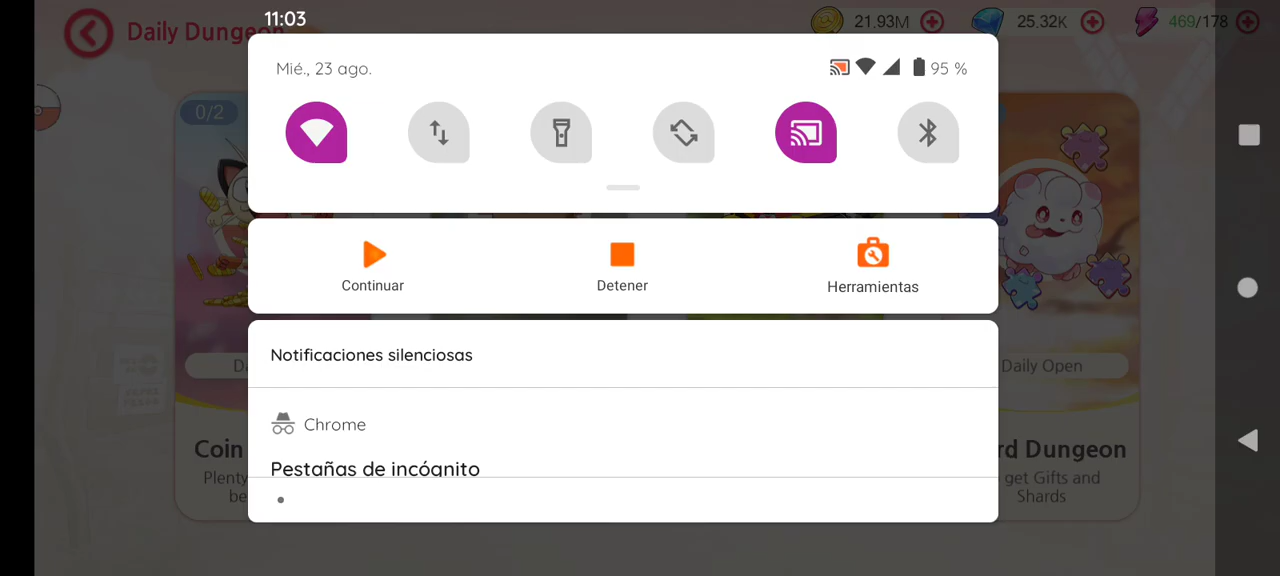 11:03
Daily Dungeon
21.93M
25.32K
469/178
Mié., 23 ago.
95 %
0/2
Continuar
Detener
Herramientas
Notificaciones silenciosas
Daily Open
Chrome
Coin
rd Dungeon
Pestañas de incógnito
Plenty
get Gifts and
be
Shards